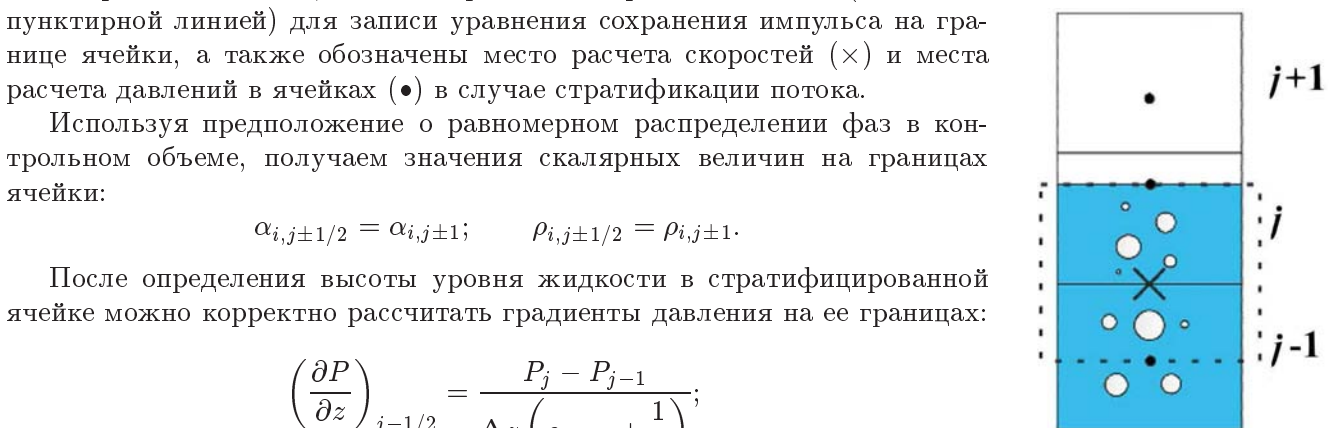 пунктирной линией) для записи уравнения сохранения импульса на гра-
нице ячейки, а также обозначены место расчета скоростей (×) и места
расчета давлений в ячейках (•) в случае стратификации потока.
Используя предположение о равномерном распределении фаз в кон-
трольном объеме, получаем значения скалярных величин на границах
ячейки:
α_{i,j±1/2} = α_{i,j±1};  ρ_{i,j±1/2} = ρ_{i,j±1}.
После определения высоты уровня жидкости в стратифицированной
ячейке можно корректно рассчитать градиенты давления на ее границах:
(∂P/∂z)_{j−1/2} = (P_j − P_{j−1})
j+1
j
j-1